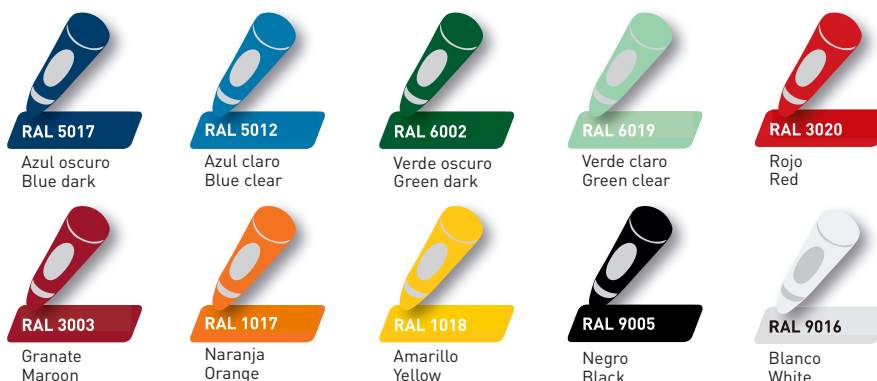 RAL 5017
Azul oscuro
Blue dark
RAL 5012
Azul claro
Blue clear
RAL 6002
Verde oscuro
Green dark
RAL 6019
Verde claro
Green clear
RAL 3020
Rojo
Red
RAL 3003
Granate
Maroon
RAL 1017
Naranja
Orange
RAL 1018
Amarillo
Yellow
RAL 9005
Negro
Black
RAL 9016
Blanco
White